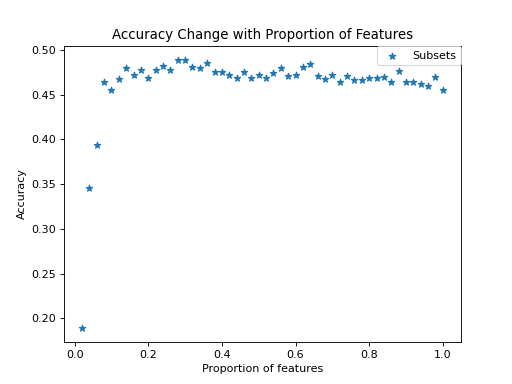 Accuracy Change with Proportion of Features
Subsets
0.50
0.45
0.40
0.35
0.30
0.25
0.20
Accuracy
0.0 0.2 0.4 0.6 0.8 1.0
Proportion of features